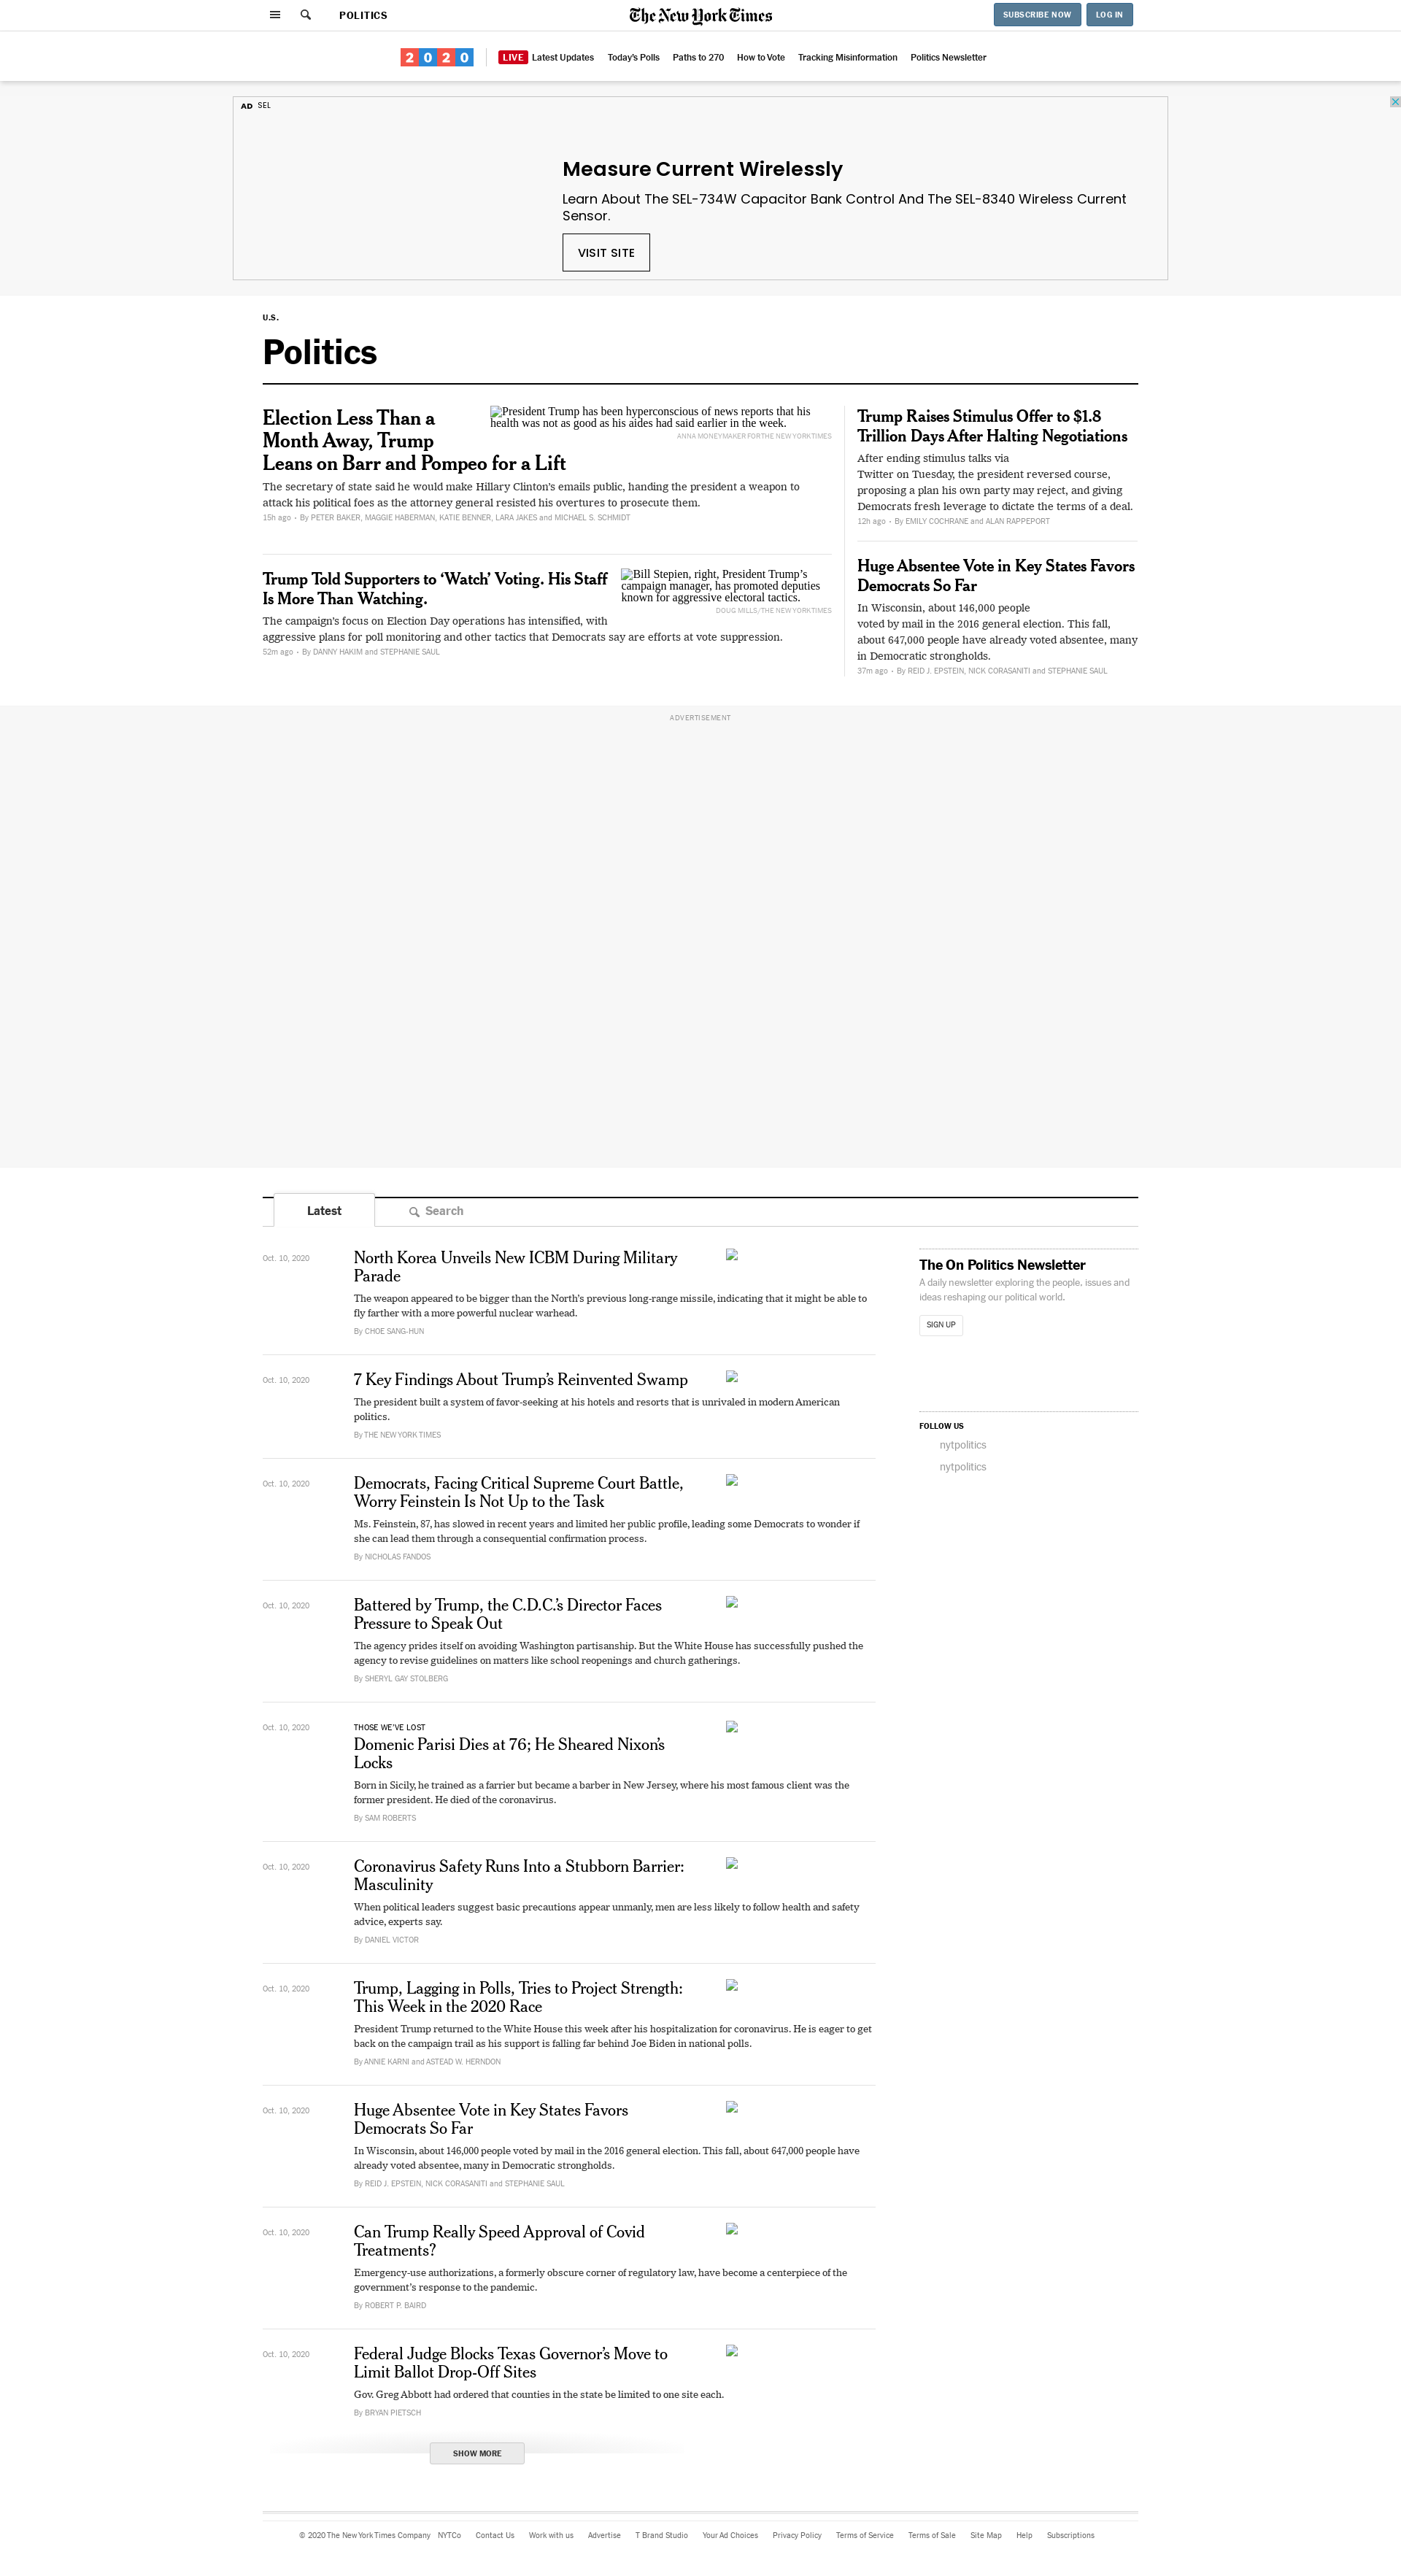 POLITICS
The New York Times
SUBSCRIBE NOW
LOG IN
2020
LIVE Latest Updates
Today's Polls
Paths to 270
How to Vote
Tracking Misinformation
Politics Newsletter
AD SEL
Measure Current Wirelessly
Learn About The SEL-734W Capacitor Bank Control And The SEL-8340 Wireless Current
Sensor.
VISIT SITE
U.S.
Politics
Election Less Than a
Month Away, Trump
Leans on Barr and Pompeo for a Lift
President Trump has been hyperconscious of news reports that his
health was not as good as his aides had said earlier in the week.
ANNA MONEYMAKER FOR THE NEW YORK TIMES
The secretary of state said he would make Hillary Clinton’s emails public, handing the president a weapon to
attack his political foes as the attorney general resisted his overtures to prosecute them.
15h ago • By PETER BAKER, MAGGIE HABERMAN, KATIE BENNER, LARA JAKES and MICHAEL S. SCHMIDT
Trump Told Supporters to ‘Watch’ Voting. His Staff
Is More Than Watching.
Bill Stepien, right, President Trump’s
campaign manager, has promoted deputies
known for aggressive electoral tactics.
DOUG MILLS/THE NEW YORK TIMES
The campaign’s focus on Election Day operations has intensified, with
aggressive plans for poll monitoring and other tactics that Democrats say are efforts at vote suppression.
52m ago • By DANNY HAKIM and STEPHANIE SAUL
Trump Raises Stimulus Offer to $1.8
Trillion Days After Halting Negotiations
After ending stimulus talks via
Twitter on Tuesday, the president reversed course,
proposing a plan his own party may reject, and giving
Democrats fresh leverage to dictate the terms of a deal.
12h ago • By EMILY COCHRANE and ALAN RAPPEPORT
Huge Absentee Vote in Key States Favors
Democrats So Far
In Wisconsin, about 146,000 people
voted by mail in the 2016 general election. This fall,
about 647,000 people have already voted absentee, many
in Democratic strongholds.
37m ago • By REID J. EPSTEIN, NICK CORASANITI and STEPHANIE SAUL
ADVERTISEMENT
Latest
Search
Oct. 10, 2020
North Korea Unveils New ICBM During Military
Parade
The weapon appeared to be bigger than the North’s previous long-range missile, indicating that it might be able to
fly farther with a more powerful nuclear warhead.
By CHOE SANG-HUN
Oct. 10, 2020
7 Key Findings About Trump’s Reinvented Swamp
The president built a system of favor-seeking at his hotels and resorts that is unrivaled in modern American
politics.
By THE NEW YORK TIMES
Oct. 10, 2020
Democrats, Facing Critical Supreme Court Battle,
Worry Feinstein Is Not Up to the Task
Ms. Feinstein, 87, has slowed in recent years and limited her public profile, leading some Democrats to wonder if
she can lead them through a consequential confirmation process.
By NICHOLAS FANDOS
Oct. 10, 2020
Battered by Trump, the C.D.C.’s Director Faces
Pressure to Speak Out
The agency prides itself on avoiding Washington partisanship. But the White House has successfully pushed the
agency to revise guidelines on matters like school reopenings and church gatherings.
By SHERYL GAY STOLBERG
Oct. 10, 2020
THOSE WE’VE LOST
Domenic Parisi Dies at 76; He Sheared Nixon’s
Locks
Born in Sicily, he trained as a farrier but became a barber in New Jersey, where his most famous client was the
former president. He died of the coronavirus.
By SAM ROBERTS
Oct. 10, 2020
Coronavirus Safety Runs Into a Stubborn Barrier:
Masculinity
When political leaders suggest basic precautions appear unmanly, men are less likely to follow health and safety
advice, experts say.
By DANIEL VICTOR
Oct. 10, 2020
Trump, Lagging in Polls, Tries to Project Strength:
This Week in the 2020 Race
President Trump returned to the White House this week after his hospitalization for coronavirus. He is eager to get
back on the campaign trail as his support is falling far behind Joe Biden in national polls.
By ANNIE KARNI and ASTEAD W. HERNDON
Oct. 10, 2020
Huge Absentee Vote in Key States Favors
Democrats So Far
In Wisconsin, about 146,000 people voted by mail in the 2016 general election. This fall, about 647,000 people have
already voted absentee, many in Democratic strongholds.
By REID J. EPSTEIN, NICK CORASANITI and STEPHANIE SAUL
Oct. 10, 2020
Can Trump Really Speed Approval of Covid
Treatments?
Emergency-use authorizations, a formerly obscure corner of regulatory law, have become a centerpiece of the
government’s response to the pandemic.
By ROBERT P. BAIRD
Oct. 10, 2020
Federal Judge Blocks Texas Governor’s Move to
Limit Ballot Drop-Off Sites
Gov. Greg Abbott had ordered that counties in the state be limited to one site each.
By BRYAN PIETSCH
SHOW MORE
The On Politics Newsletter
A daily newsletter exploring the people, issues and
ideas reshaping our political world.
SIGN UP
FOLLOW US
nytpolitics
nytpolitics
© 2020 The New York Times Company
NYTCo
Contact Us
Work with us
Advertise
T Brand Studio
Your Ad Choices
Privacy Policy
Terms of Service
Terms of Sale
Site Map
Help
Subscriptions